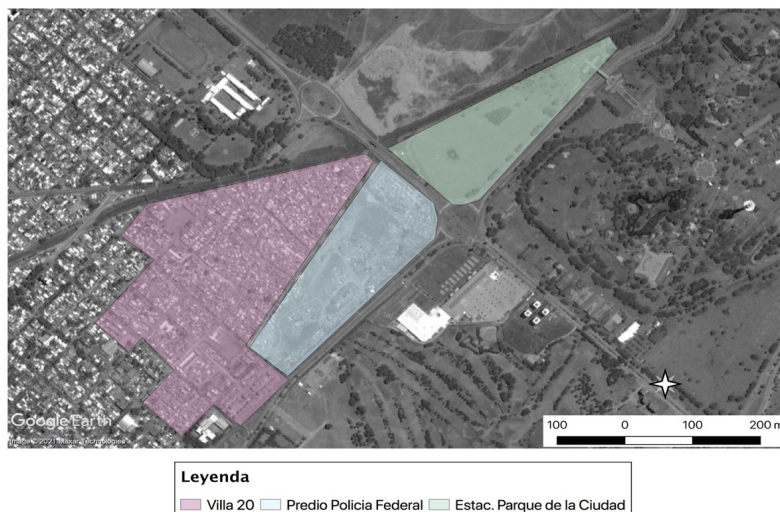 Google Earth
Image © 2021 Maxar Technologies
100 0 100 200 m
Leyenda
Villa 20 Predio Policia Federal Estac. Parque de la Ciudad